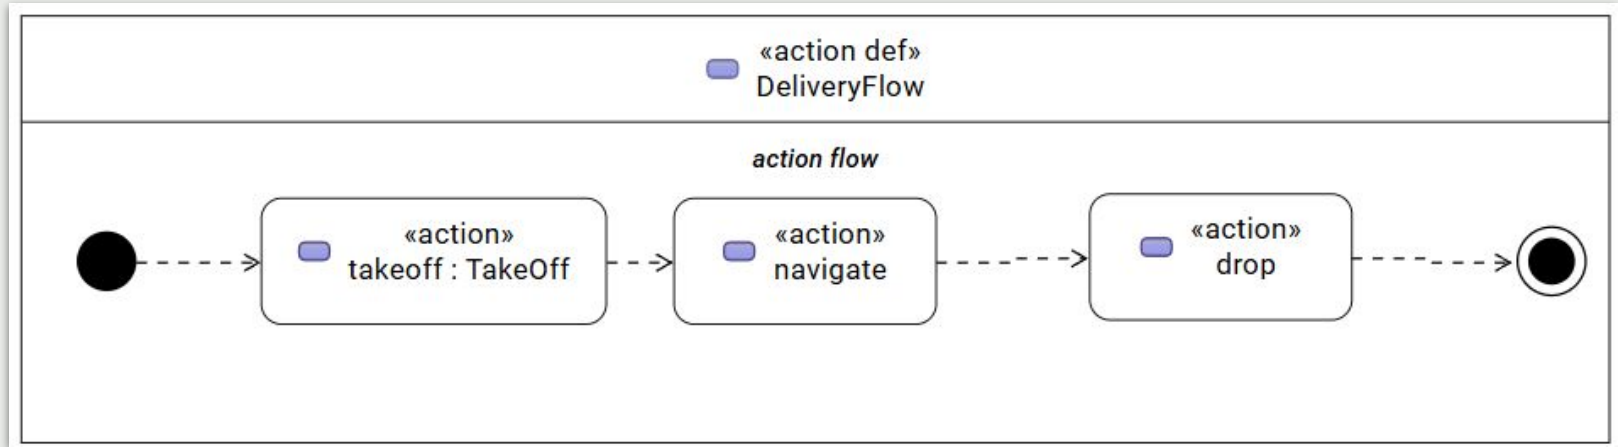 «action def»
DeliveryFlow
action flow
«action»
takeoff : TakeOff
«action»
navigate
«action»
drop